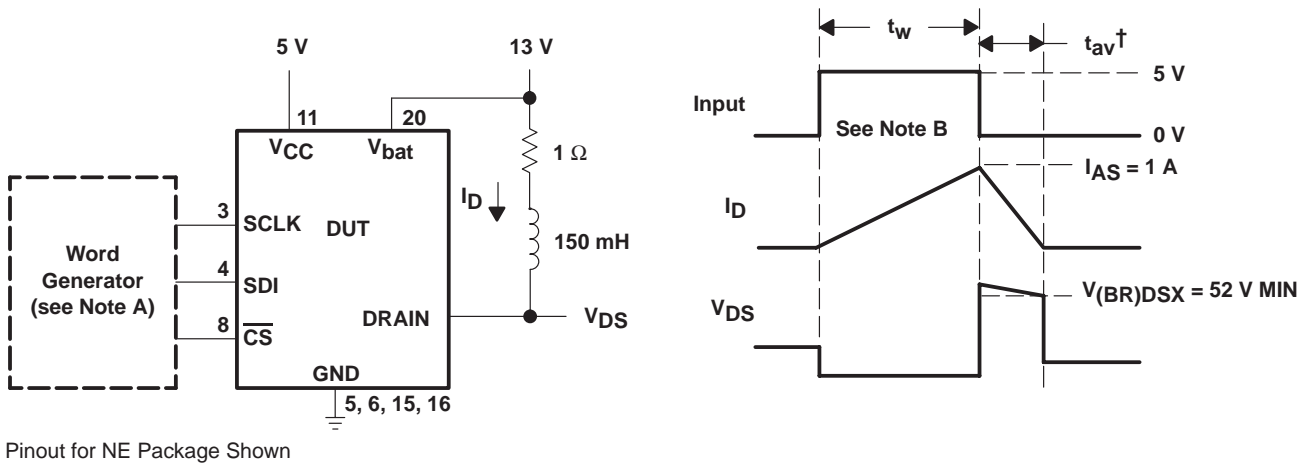 5 V
13 V
11
20
VCC
Vbat
1 Ω
ID
150 mH
Word
Generator
(see Note A)
3
SCLK
DUT
4
SDI
8
CS
DRAIN
VDS
GND
5, 6, 15, 16
Pinout for NE Package Shown
tw
tav†
Input
5 V
See Note B
0 V
IAS = 1 A
ID
V(BR)DSX = 52 V MIN
VDS